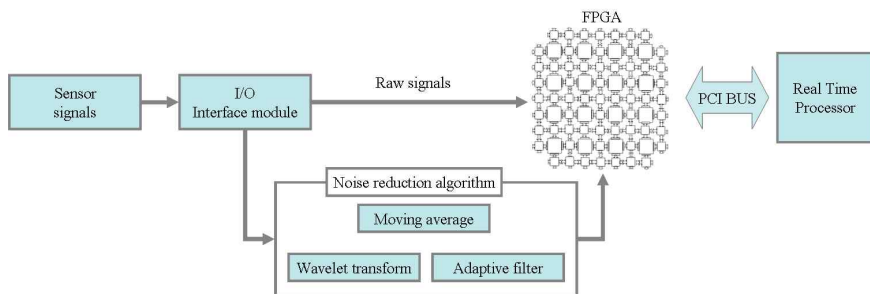 FPGA
Sensor
signals
I/O
Interface module
Raw signals
PCI BUS
Real Time
Processor
Noise reduction algorithm
Moving average
Wavelet transform
Adaptive filter